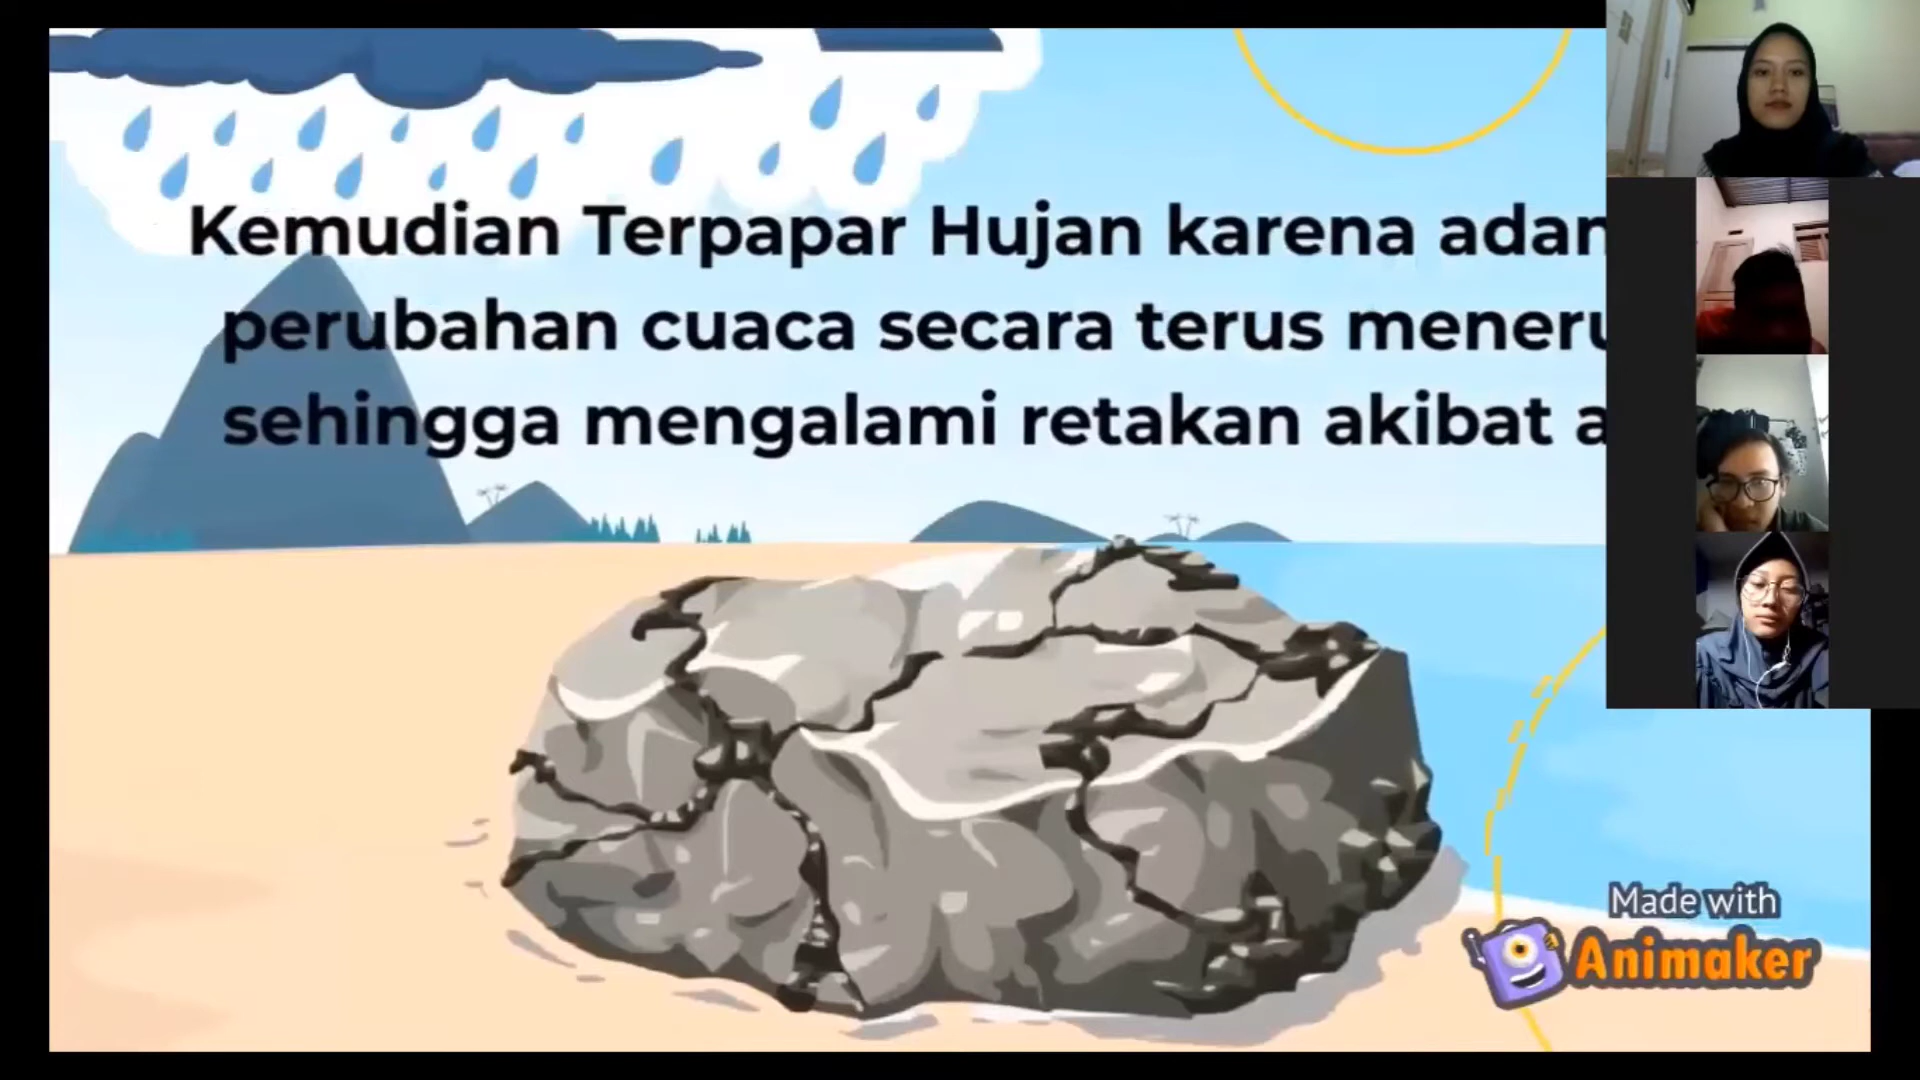 Kemudian Terpapar Hujan karena adan
perubahan cuaca secara terus meneru
sehingga mengalami retakan akibat a
Made with
Animaker